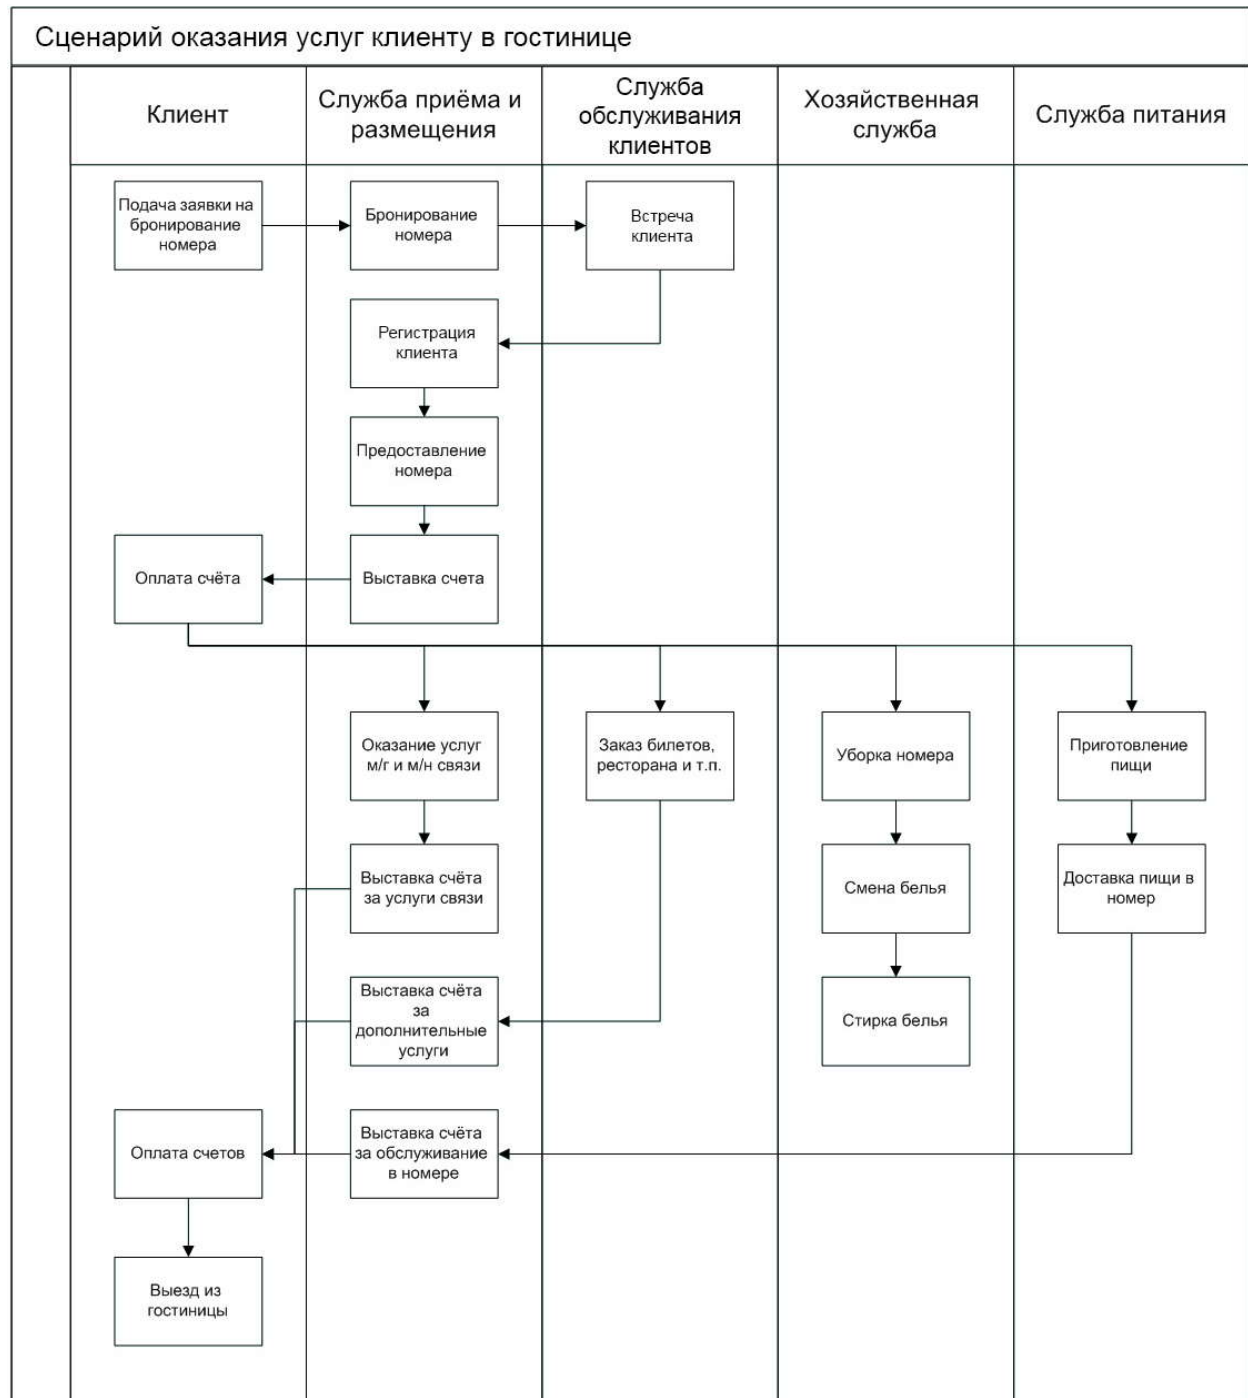 Сценарий оказания услуг клиенту в гостинице
Клиент
Служба приёма и
размещения
Служба
обслуживания
клиентов
Хозяйственная
служба
Служба питания
Подача заявки на
бронирование
номера
Бронирование
номера
Встреча
клиента
Регистрация
клиента
Предоставление
номера
Оплата счёта
Выставка счета
Оказание услуг
м/г и м/н связи
Заказ билетов,
ресторана и т.п.
Уборка номера
Приготовление
пищи
Выставка счёта
за услуги связи
Смена белья
Доставка пищи в
номер
Выставка счёта
за
дополнительные
услуги
Стирка белья
Оплата счетов
Выставка счёта
за обслуживание
в номере
Выезд из
гостиницы